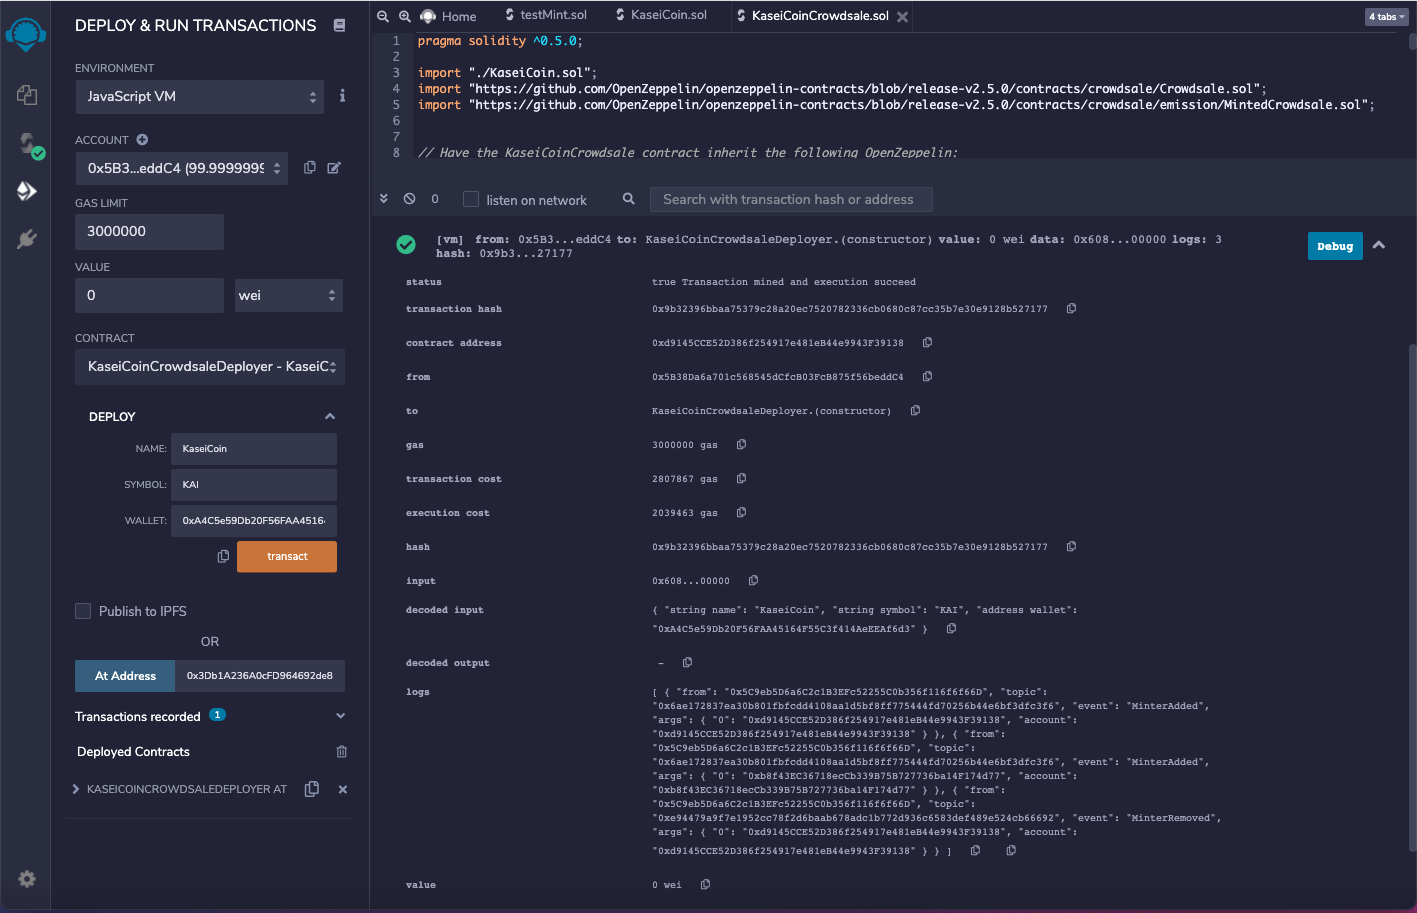 DEPLOY & RUN TRANSACTIONS
ENVIRONMENT
JavaScript VM
ACCOUNT
0x5B3...eddC4 (99.9999999
GAS LIMIT
3000000
VALUE
0
wei
CONTRACT
KaseiCoinCrowdsaleDeployer - KaseiC
DEPLOY
NAME: KaseiCoin
SYMBOL: KAI
WALLET: 0xA4C5e59Db20F56FAA4516
transact
Publish to IPFS
OR
At Address 0x3Db1A236A0cFD964692de8
Transactions recorded 1
Deployed Contracts
KASEICOINCROWDSALEDEPLOYER AT
Home testMint.sol KaseiCoin.sol KaseiCoinCrowdsale.sol 4 tabs
1 pragma solidity ^0.5.0;
2
3 import "./KaseiCoin.sol";
4 import "https://github.com/OpenZeppelin/openzeppelin-contracts/blob/release-v2.5.0/contracts/crowdsale/Crowdsale.sol";
5 import "https://github.com/OpenZeppelin/openzeppelin-contracts/blob/release-v2.5.0/contracts/crowdsale/emission/MintedCrowdsale.sol";
6
7
8 // Have the KaseiCoinCrowdsale contract inherit the following OpenZeppelin:
0 listen on network Search with transaction hash or address
[vm] from: 0x5B3...eddC4 to: KaseiCoinCrowdsaleDeployer.(constructor) value: 0 wei data: 0x608...00000 logs: 3
hash: 0x9b3...27177
Debug
status true Transaction mined and execution succeed
transaction hash 0x9b32396bbaa75379c28a20ec7520782336cb0680c87cc35b7e30e9128b527177
contract address 0xd9145CCE52D386f254917e481eB44e9943F39138
from 0x5B38Da6a701c568545dCfcB03FcB875f56beddC4
to KaseiCoinCrowdsaleDeployer.(constructor)
gas 3000000 gas
transaction cost 2807867 gas
execution cost 2039463 gas
hash 0x9b32396bbaa75379c28a20ec7520782336cb0680c87cc35b7e30e9128b527177
input 0x608...00000
decoded input { "string name": "KaseiCoin", "string symbol": "KAI", "address wallet":
"0xA4C5e59Db20F56FAA45164F55C3f414AeEEAf6d3" }
decoded output -
logs [ { "from": "0x5C9eb5D6a6C2c1B3EFc52255C0b356f116f6f66D", "topic":
"0x6ae172837ea30b801fbfcdd4108aa1d5bf8ff775444fd70256b44e6bf3dfc3f6", "event": "MinterAdded",
"args": { "0": "0xd9145CCE52D386f254917e481eB44e9943F39138", "account":
"0xd9145CCE52D386f254917e481eB44e9943F39138" } }, { "from":
"0x5C9eb5D6a6C2c1B3EFc52255C0b356f116f6f66D", "topic":
"0x6ae172837ea30b801fbfcdd4108aa1d5bf8ff775444fd70256b44e6bf3dfc3f6", "event": "MinterAdded",
"args": { "0": "0xb8f43EC36718ecCb339B75B727736ba14F174d77", "account":
"0xb8f43EC36718ecCb339B75B727736ba14F174d77" } }, { "from":
"0x5C9eb5D6a6C2c1B3EFc52255C0b356f116f6f66D", "topic":
"0xe94479a9f7e1952cc78f2d6baab678adc1b772d936c6583def489e524cb66692", "event": "MinterRemoved",
"args": { "0": "0xd9145CCE52D386f254917e481eB44e9943F39138", "account":
"0xd9145CCE52D386f254917e481eB44e9943F39138" } } ]
value 0 wei